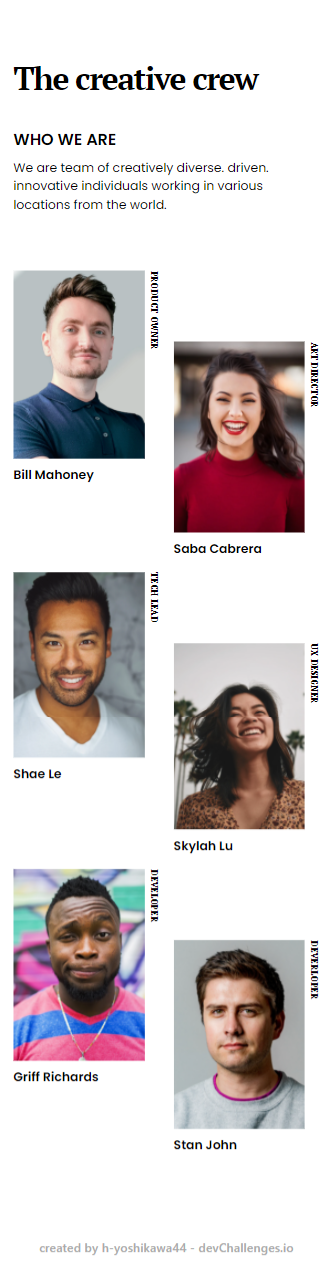 The creative crew
WHO WE ARE
We are team of creatively diverse. driven.
innovative individuals working in various
locations from the world.
PRODUCT OWNER
Bill Mahoney
ART DIRECTOR
Saba Cabrera
TECH LEAD
Shae Le
UX DESIGNER
Skylah Lu
DEVELOPER
Griff Richards
DEVERLOPER
Stan John
created by h-yoshikawa44 - devChallenges.io